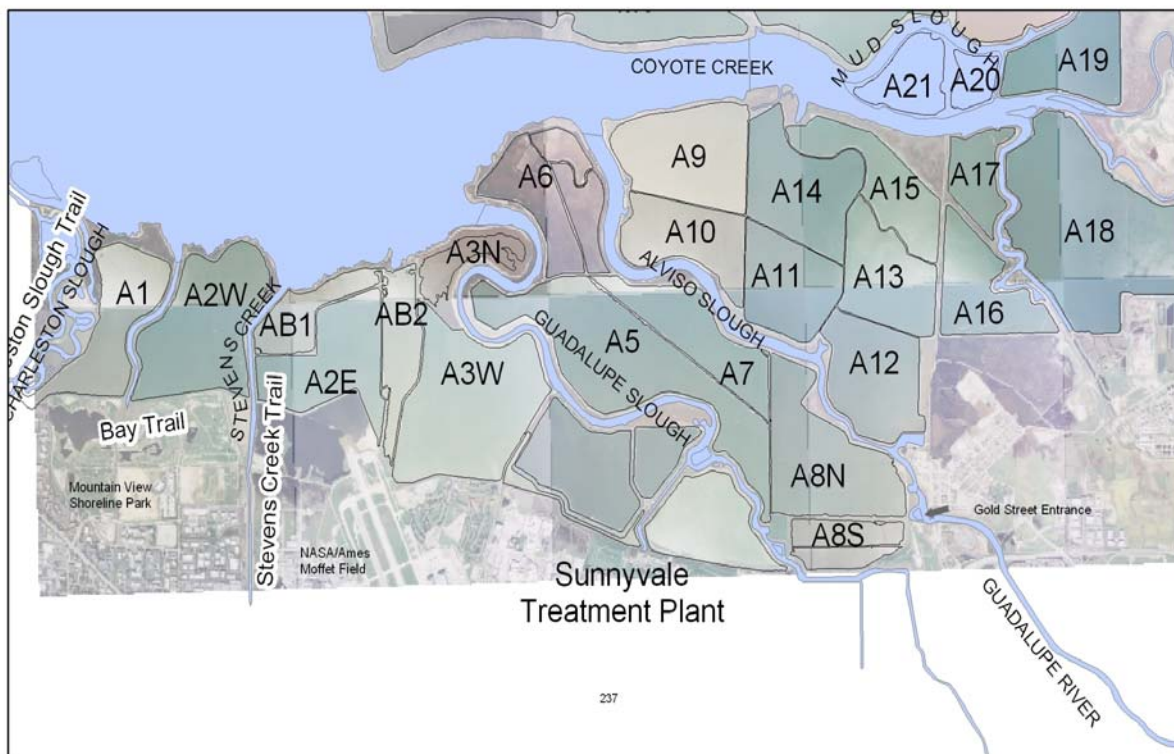 COYOTE CREEK
MUD SLOUGH
A21
A20
A19
A9
A6
A14
A15
A17
A10
A18
A3N
ALVISO SLOUGH
A11
A13
A1
A2W
CHARLESTON SLOUGH
Slough Trail
STEVENS CREEK
AB1
AB2
A16
GUADALUPE SLOUGH
A5
A7
A12
A2E
A3W
Bay Trail
Stevens Creek Trail
Mountain View
Shoreline Park
A8N
Gold Street Entrance
A8S
NASA/Ames
Moffet Field
Sunnyvale
Treatment Plant
GUADALUPE RIVER
237